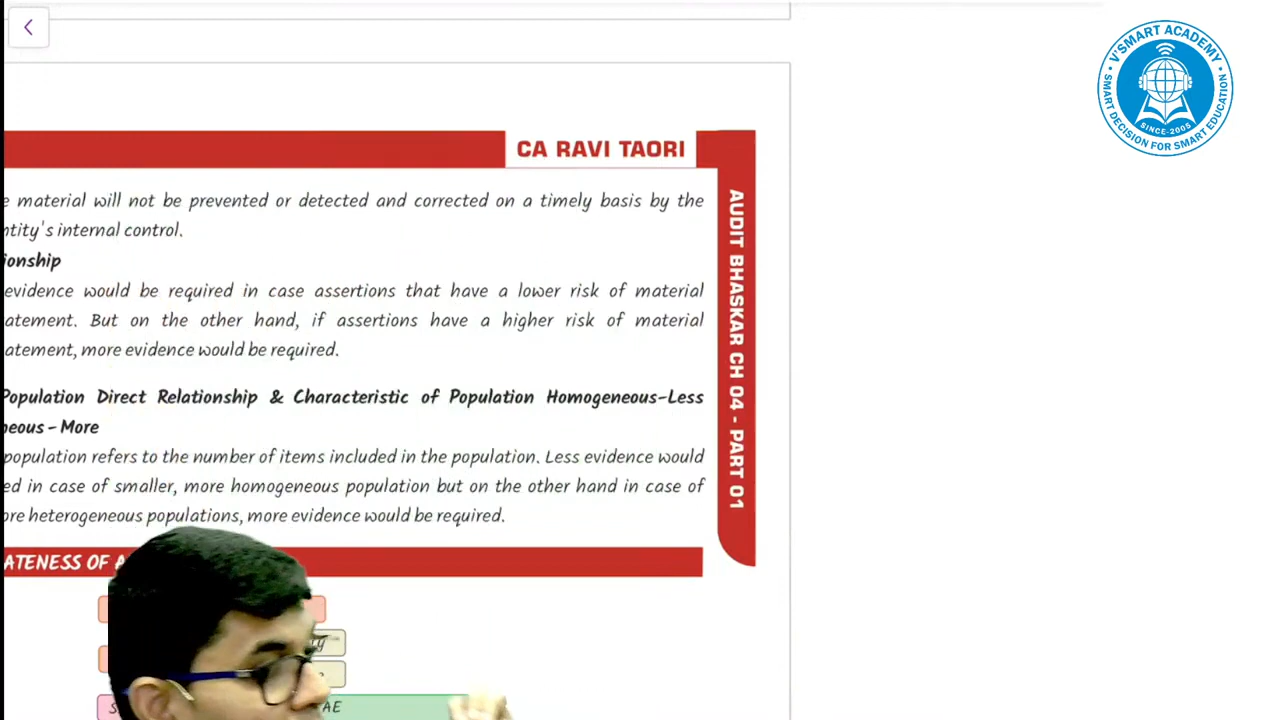 V'SMART ACADEMY
SMART DECISION FOR SMART EDUCATION
SINCE-2005
CA RAVI TAORI
AUDIT BHASKAR CH 04 - PART 01
e material will not be prevented or detected and corrected on a timely basis by the
ntity's internal control.
ionship
evidence would be required in case assertions that have a lower risk of material
atement. But on the other hand, if assertions have a higher risk of material
atement, more evidence would be required.
Population Direct Relationship & Characteristic of Population Homogeneous-Less
neous - More
population refers to the number of items included in the population. Less evidence would
ed in case of smaller, more homogeneous population but on the other hand in case of
ore heterogeneous populations, more evidence would be required.
ATENESS OF A
AE